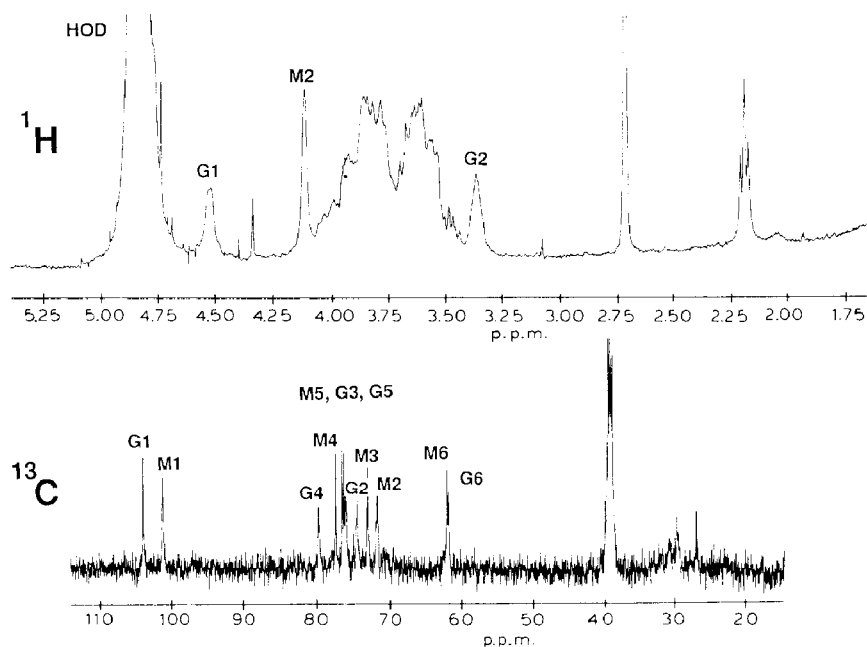 HOD
M2
¹H
G1
G2
5.25 5.00 4.75 4.50 4.25 4.00 3.75 3.50 3.25 3.00 2.75 2.50 2.25 2.00 1.75
p.p.m.
M5, G3, G5
G1
M4
M3
M6
M1
¹³C
G4
G2
M2
G6
110 100 90 80 70 60 50 40 30 20
p.p.m.